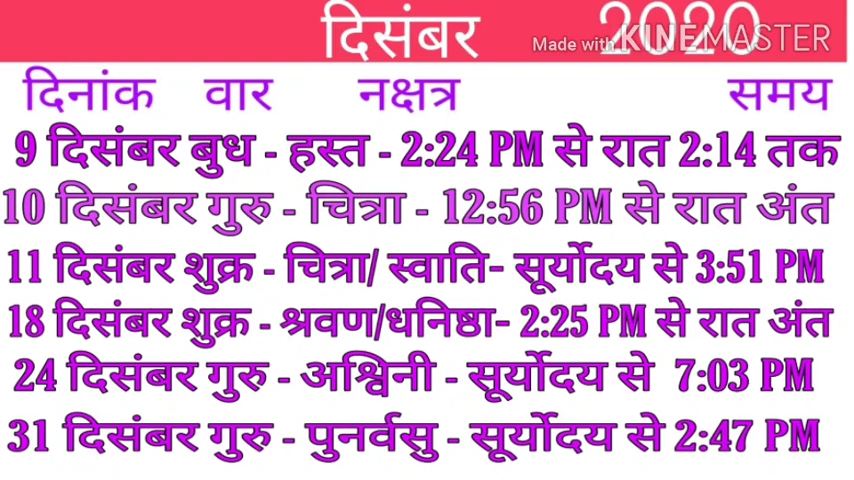 दिसंबर 2020
Made with KINEMASTER
दिनांक वार नक्षत्र समय
9 दिसंबर बुध - हस्त - 2:24 PM से रात 2:14 तक
10 दिसंबर गुरु - चित्रा - 12:56 PM से रात अंत
11 दिसंबर शुक्र - चित्रा/ स्वाति- सूर्योदय से 3:51 PM
18 दिसंबर शुक्र - श्रवण/धनिष्ठा- 2:25 PM से रात अंत
24 दिसंबर गुरु - अश्विनी - सूर्योदय से 7:03 PM
31 दिसंबर गुरु - पुनर्वसु - सूर्योदय से 2:47 PM